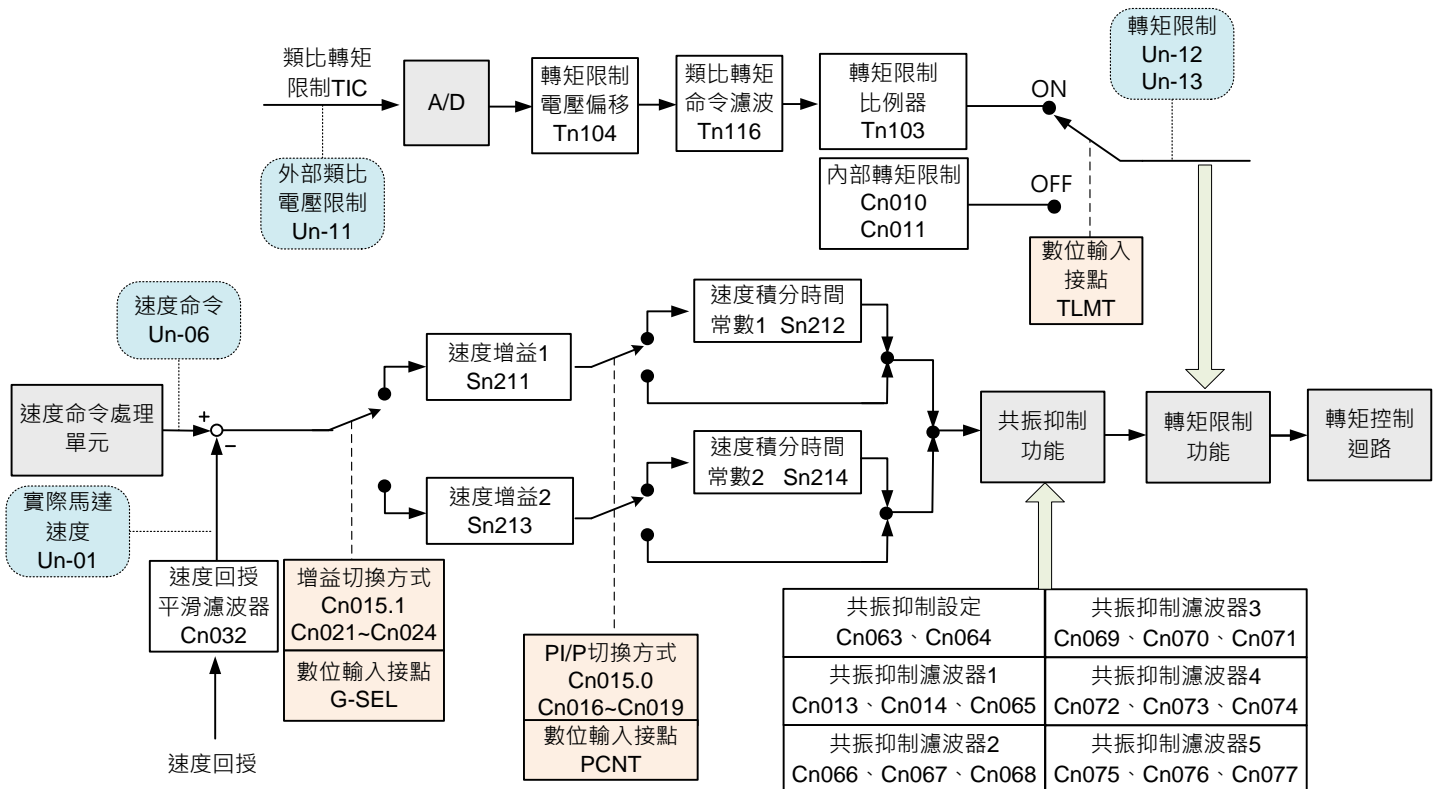 類比轉矩
限制TIC
A/D
轉矩限制
電壓偏移
Tn104
類比轉矩
命令濾波
Tn116
轉矩限制
比例器
Tn103
ON
轉矩限制
Un-12
Un-13
外部類比
電壓限制
Un-11
內部轉矩限制
Cn010
Cn011
OFF
數位輸入
接點
TLMT
速度命令
Un-06
速度命令處理
單元
+
−
實際馬達
速度
Un-01
速度回授
平滑濾波器
Cn032
速度回授
速度增益1
Sn211
速度增益2
Sn213
速度積分時間
常數1 Sn212
速度積分時間
常數2 Sn214
增益切換方式
Cn015.1
Cn021~Cn024
數位輸入接點
G-SEL
PI/P切換方式
Cn015.0
Cn016~Cn019
數位輸入接點
PCNT
共振抑制
功能
轉矩限制
功能
轉矩控制
迴路
共振抑制設定
Cn063、Cn064
共振抑制濾波器3
Cn069、Cn070、Cn071
共振抑制濾波器1
Cn013、Cn014、Cn065
共振抑制濾波器4
Cn072、Cn073、Cn074
共振抑制濾波器2
Cn066、Cn067、Cn068
共振抑制濾波器5
Cn075、Cn076、Cn077